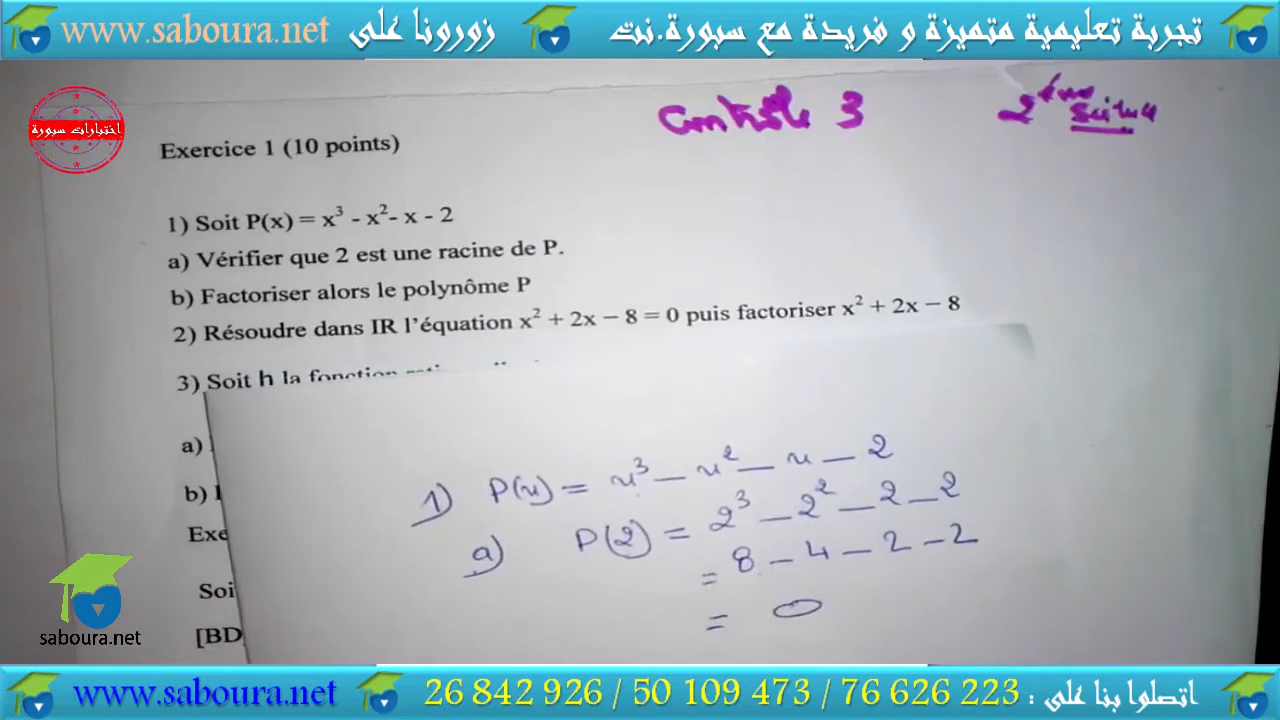 www.saboura.net زورونا على تجربة تعليمية متميزة و فريدة مع سبورة.نت
Contrôle 3 2ème Science
اختبارات سبورة
Exercice 1 (10 points)
1) Soit P(x) = x³ - x² - x - 2
a) Vérifier que 2 est une racine de P.
b) Factoriser alors le polynôme P
2) Résoudre dans IR l'équation x² + 2x – 8 = 0 puis factoriser x² + 2x – 8
3) Soit h la fonction
a)
b)
Exe
Soi
[BD
1) P(x) = x³ – x² – x – 2
a) P(2) = 2³ – 2² – 2 – 2
= 8 – 4 – 2 – 2
= 0
saboura.net
www.saboura.net 26 842 926 / 50 109 473 / 76 626 223 : اتصلوا بنا على